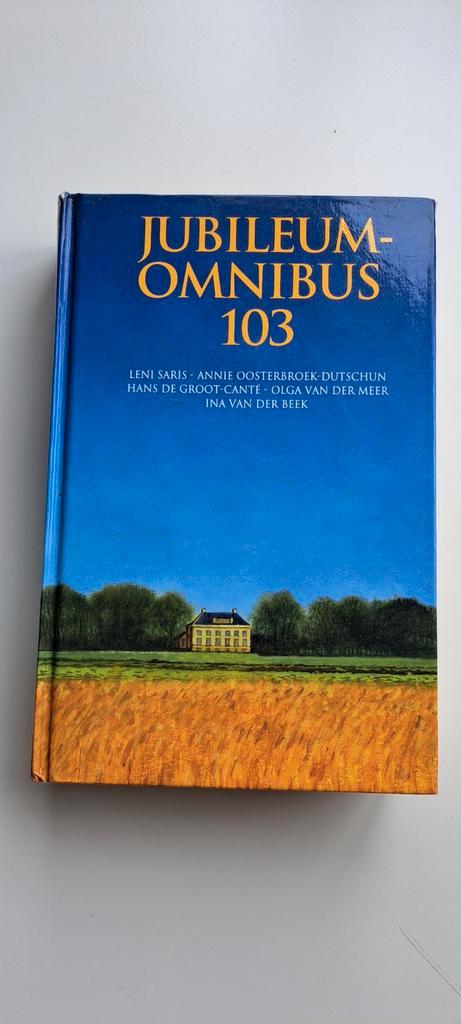 JUBILEUM-
OMNIBUS
103
LENI SARIS - ANNIE OOSTERBROEK-DUTSCHUN
HANS DE GROOT-CANTÉ - OLGA VAN DER MEER
INA VAN DER BEEK